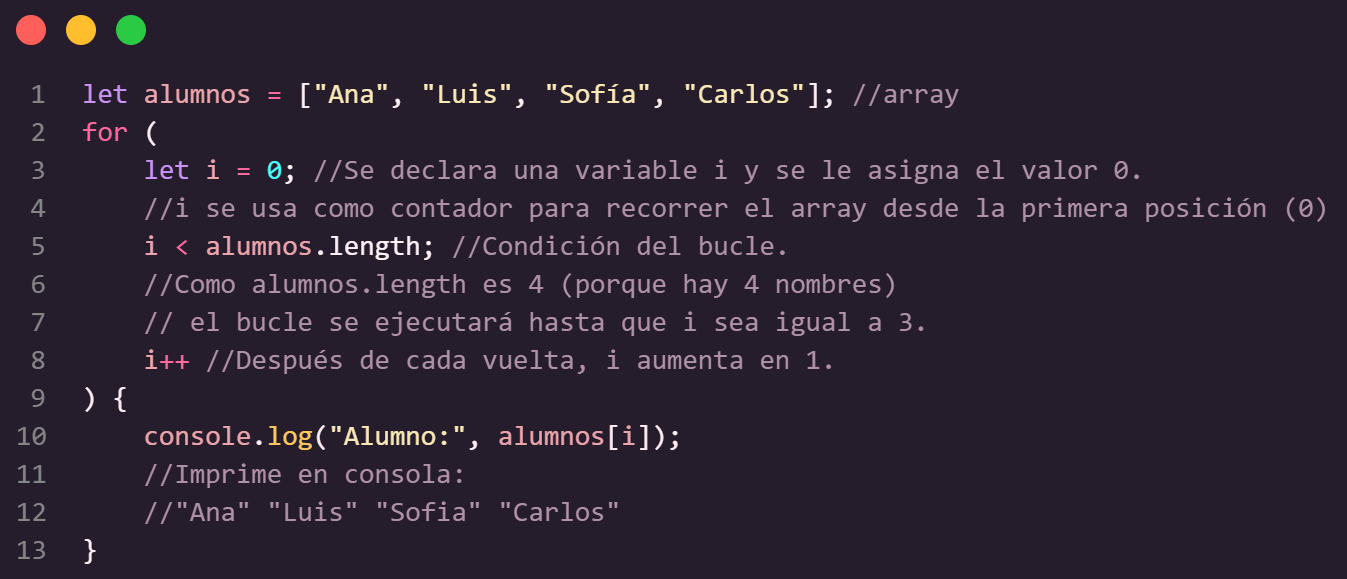 1 let alumnos = ["Ana", "Luis", "Sofía", "Carlos"]; //array
2 for (
3     let i = 0; //Se declara una variable i y se le asigna el valor 0.
4     //i se usa como contador para recorrer el array desde la primera posición (0)
5     i < alumnos.length; //Condición del bucle.
6     //Como alumnos.length es 4 (porque hay 4 nombres)
7     // el bucle se ejecutará hasta que i sea igual a 3.
8     i++ //Después de cada vuelta, i aumenta en 1.
9 ) {
10     console.log("Alumno:", alumnos[i]);
11     //Imprime en consola:
12     //"Ana" "Luis" "Sofia" "Carlos"
13 }